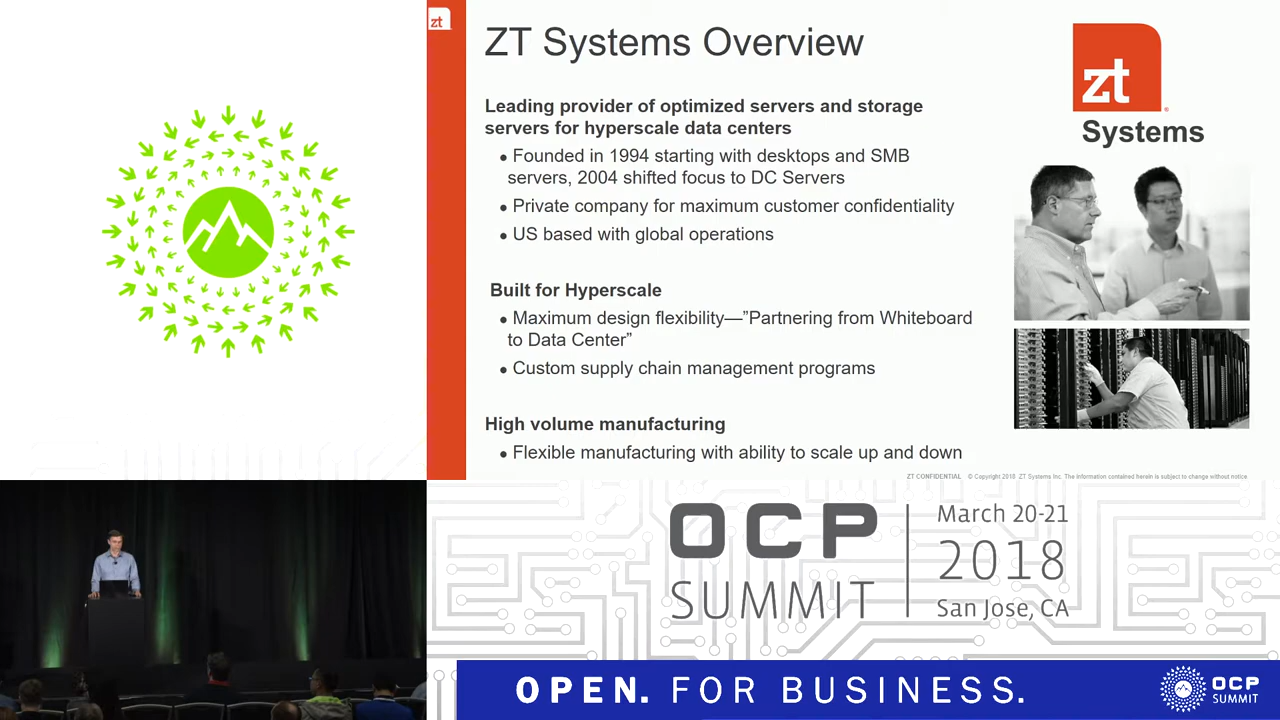 zt
ZT Systems Overview
Leading provider of optimized servers and storage
servers for hyperscale data centers
● Founded in 1994 starting with desktops and SMB
servers, 2004 shifted focus to DC Servers
● Private company for maximum customer confidentiality
● US based with global operations
Built for Hyperscale
● Maximum design flexibility—”Partnering from Whiteboard
to Data Center”
● Custom supply chain management programs
High volume manufacturing
● Flexible manufacturing with ability to scale up and down
zt
Systems
ZT CONFIDENTIAL © Copyright 2018 ZT Systems Inc. The information contained herein is subject to change without notice
OCP
SUMMIT
March 20-21
2018
San Jose, CA
OPEN. FOR BUSINESS.
OCP
SUMMIT